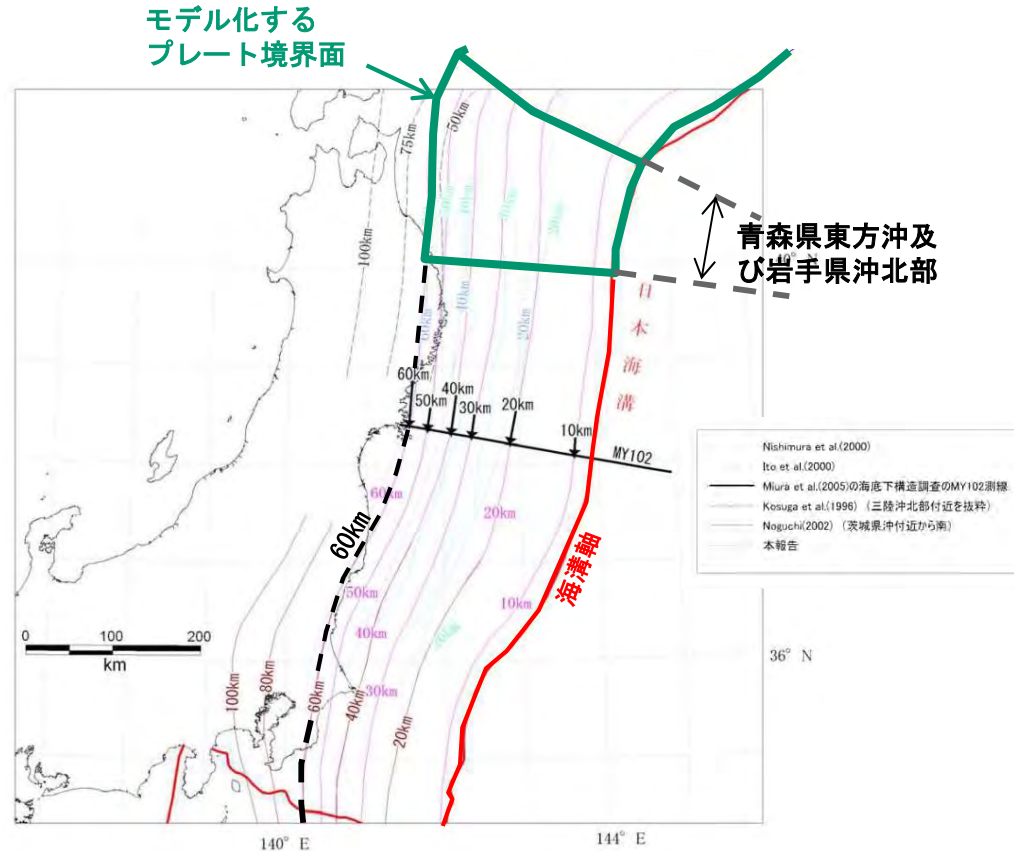 モデル化する
プレート境界面
50km
75km
100km
青森県東方沖及
び岩手県沖北部
40km
20km
60km
日本海溝
60km
50km
40km
30km
20km
10km
MY102
Nishimura et al.(2000)
Ito et al.(2000)
Miura et al.(2005)の海底下構造調査のMY102測線
Kosuga et al.(1996) (三陸沖北部付近を抜粋)
Noguchi(2002) (茨城県沖付近から南)
本報告
60km
20km
60km
海溝軸
50km
10km
40km
20km
0 100 200
km
36° N
100km
80km
60km
40km
30km
20km
140° E
144° E